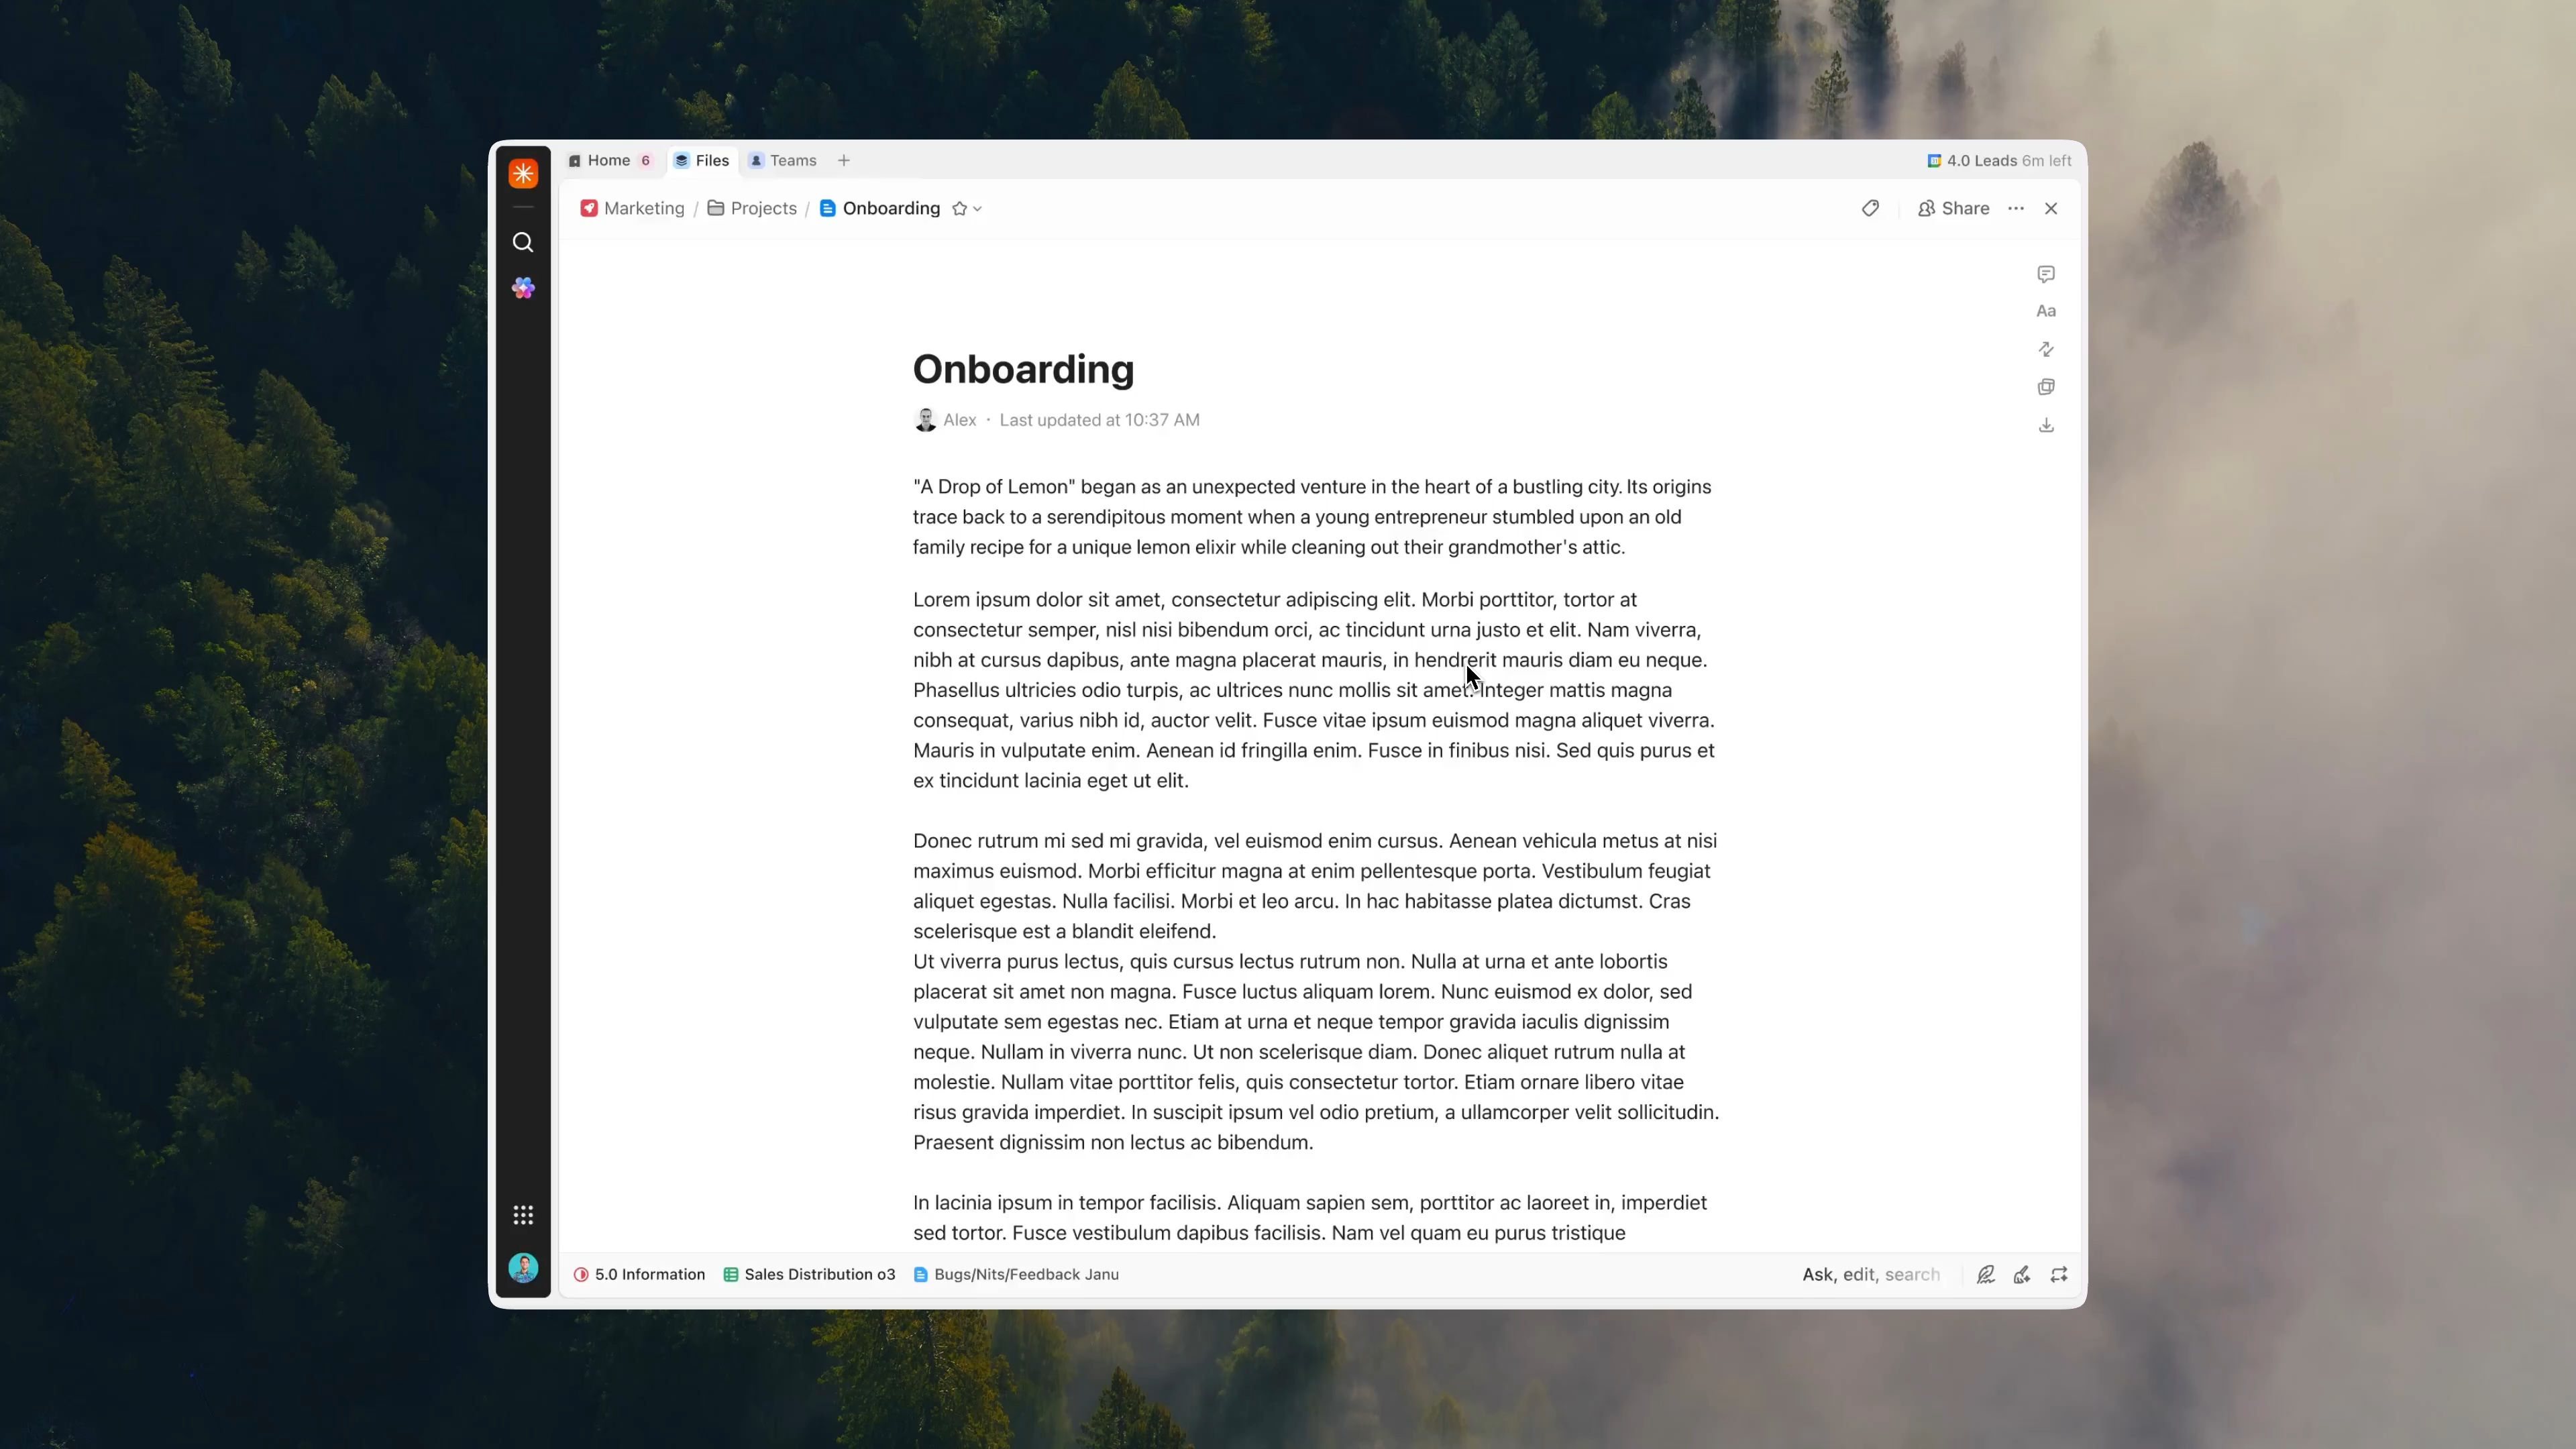 Home 6 Files Teams
4.0 Leads 6m left
Marketing / Projects / Onboarding
Share
Aa
Onboarding
Alex · Last updated at 10:37 AM
"A Drop of Lemon" began as an unexpected venture in the heart of a bustling city. Its origins
trace back to a serendipitous moment when a young entrepreneur stumbled upon an old
family recipe for a unique lemon elixir while cleaning out their grandmother's attic.
Lorem ipsum dolor sit amet, consectetur adipiscing elit. Morbi porttitor, tortor at
consectetur semper, nisl nisi bibendum orci, ac tincidunt urna justo et elit. Nam viverra,
nibh at cursus dapibus, ante magna placerat mauris, in hendrerit mauris diam eu neque.
Phasellus ultricies odio turpis, ac ultrices nunc mollis sit amet. Integer mattis magna
consequat, varius nibh id, auctor velit. Fusce vitae ipsum euismod magna aliquet viverra.
Mauris in vulputate enim. Aenean id fringilla enim. Fusce in finibus nisi. Sed quis purus et
ex tincidunt lacinia eget ut elit.
Donec rutrum mi sed mi gravida, vel euismod enim cursus. Aenean vehicula metus at nisi
maximus euismod. Morbi efficitur magna at enim pellentesque porta. Vestibulum feugiat
aliquet egestas. Nulla facilisi. Morbi et leo arcu. In hac habitasse platea dictumst. Cras
scelerisque est a blandit eleifend.
Ut viverra purus lectus, quis cursus lectus rutrum non. Nulla at urna et ante lobortis
placerat sit amet non magna. Fusce luctus aliquam lorem. Nunc euismod ex dolor, sed
vulputate sem egestas nec. Etiam at urna et neque tempor gravida iaculis dignissim
neque. Nullam in viverra nunc. Ut non scelerisque diam. Donec aliquet rutrum nulla at
molestie. Nullam vitae porttitor felis, quis consectetur tortor. Etiam ornare libero vitae
risus gravida imperdiet. In suscipit ipsum vel odio pretium, a ullamcorper velit sollicitudin.
Praesent dignissim non lectus ac bibendum.
In lacinia ipsum in tempor facilisis. Aliquam sapien sem, porttitor ac laoreet in, imperdiet
sed tortor. Fusce vestibulum dapibus facilisis. Nam vel quam eu purus tristique
5.0 Information Sales Distribution o3 Bugs/Nits/Feedback Janu
Ask, edit, search